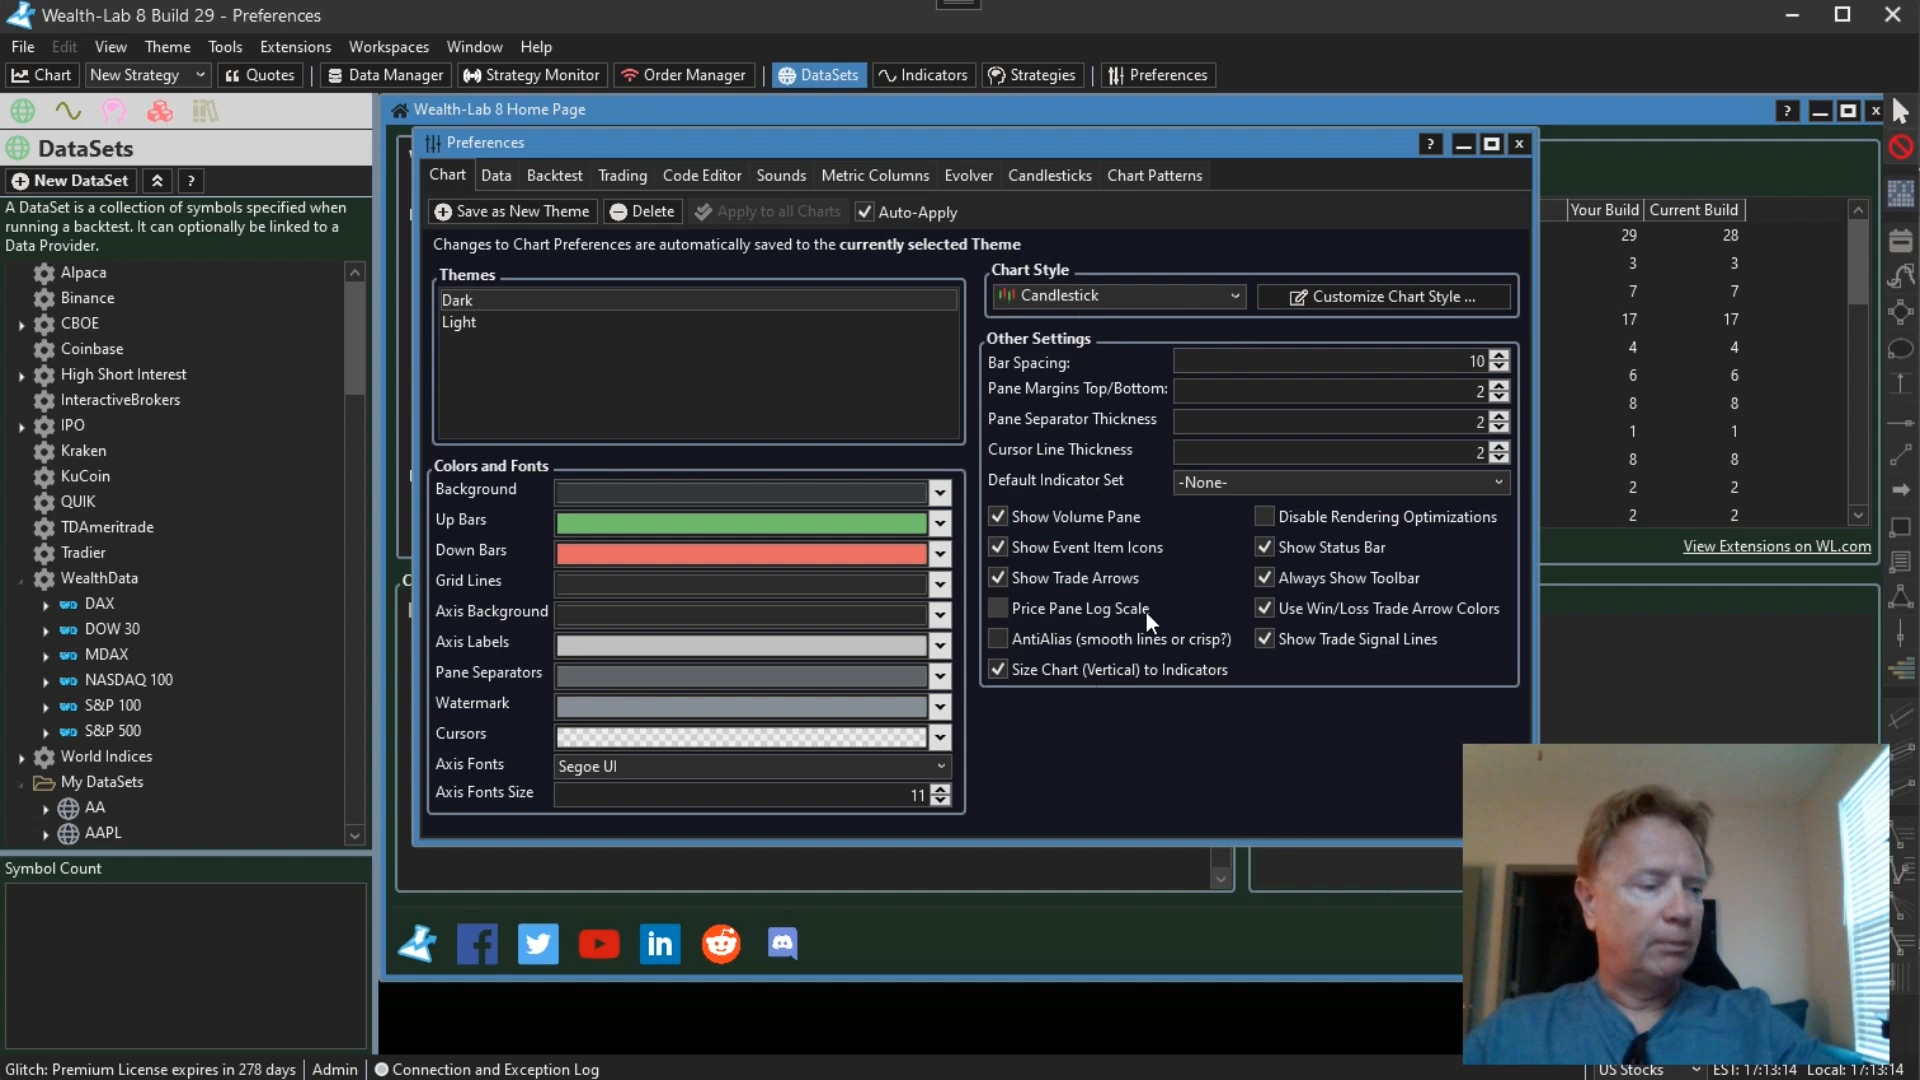 Wealth-Lab 8 Build 29 - Preferences
File Edit View Theme Tools Extensions Workspaces Window Help
Chart New Strategy Quotes Data Manager Strategy Monitor Order Manager DataSets Indicators Strategies Preferences
Wealth-Lab 8 Home Page
?
x
DataSets
New DataSet
?
A DataSet is a collection of symbols specified when
running a backtest. It can optionally be linked to a
Data Provider.
Alpaca
Binance
CBOE
Coinbase
High Short Interest
InteractiveBrokers
IPO
Kraken
KuCoin
QUIK
TDAmeritrade
Tradier
WealthData
DAX
DOW 30
MDAX
NASDAQ 100
S&P 100
S&P 500
World Indices
My DataSets
AA
AAPL
Symbol Count
Preferences
?
x
Chart Data Backtest Trading Code Editor Sounds Metric Columns Evolver Candlesticks Chart Patterns
Save as New Theme Delete Apply to all Charts Auto-Apply
Changes to Chart Preferences are automatically saved to the currently selected Theme
Themes
Dark
Light
Colors and Fonts
Background
Up Bars
Down Bars
Grid Lines
Axis Background
Axis Labels
Pane Separators
Watermark
Cursors
Axis Fonts Segoe UI
Axis Fonts Size 11
Chart Style
Candlestick Customize Chart Style ...
Other Settings
Bar Spacing: 10
Pane Margins Top/Bottom: 2
Pane Separator Thickness 2
Cursor Line Thickness 2
Default Indicator Set -None-
Show Volume Pane Disable Rendering Optimizations
Show Event Item Icons Show Status Bar
Show Trade Arrows Always Show Toolbar
Price Pane Log Scale Use Win/Loss Trade Arrow Colors
AntiAlias (smooth lines or crisp?) Show Trade Signal Lines
Size Chart (Vertical) to Indicators
Your Build Current Build
29 28
3 3
7 7
17 17
4 4
6 6
8 8
1 1
8 8
2 2
2 2
View Extensions on WL.com
in
Glitch: Premium License expires in 278 days Admin Connection and Exception Log US Stocks EST: 17:13:14 Local: 17:13:14